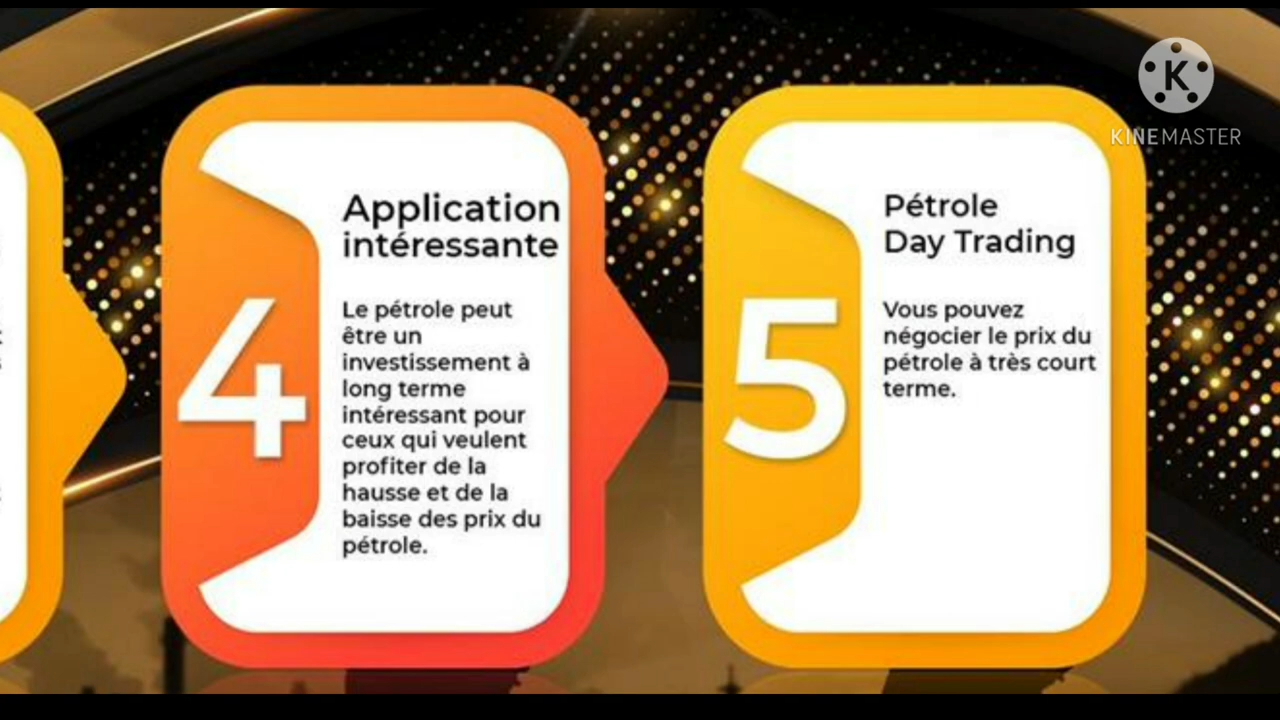 KINEMASTER
4
Application
intéressante
Le pétrole peut
être un
investissement à
long terme
intéressant pour
ceux qui veulent
profiter de la
hausse et de la
baisse des prix du
pétrole.
5
Pétrole
Day Trading
Vous pouvez
négocier le prix du
pétrole à très court
terme.